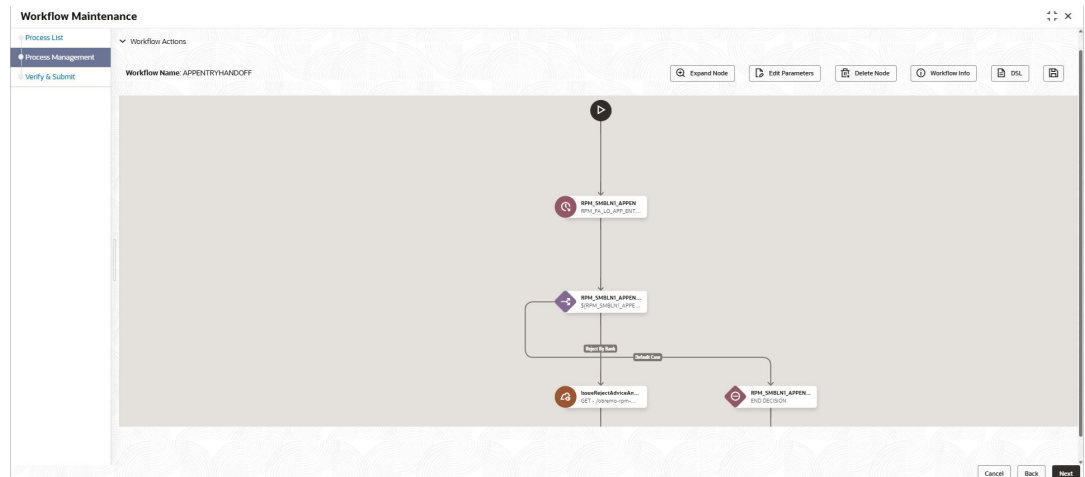 Workflow Maintenance
Process List
Process Management
Verify & Submit
Workflow Actions
Workflow Name: APPENTRYHANDOFF
Expand Node
Edit Parameters
Delete Node
Workflow Info
DSL
RPM_SMBLN1_APPEN
RPM_FA_LO_APP_ENT...
RPM_SMBLN1_APPEN...
$(RPM_SMBLN1_APPE...
Reject By Bank
Default Case
IssueRejectAdviceAn...
GET - /obremo-rpm-...
RPM_SMBLN1_APPEN...
END DECISION
Cancel
Back
Next